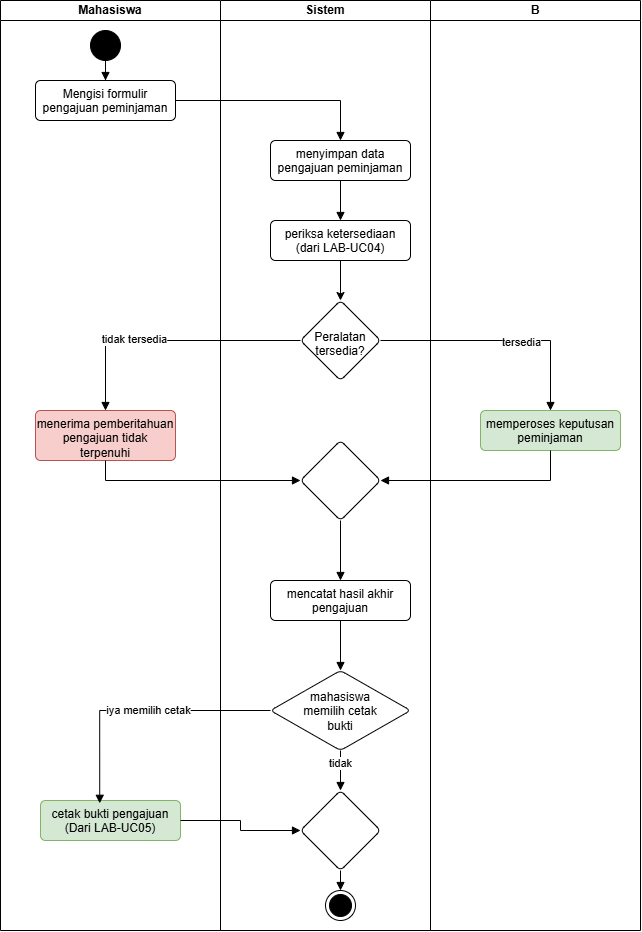 Mahasiswa
Sistem
B
Mengisi formulir
pengajuan peminjaman
menyimpan data
pengajuan peminjaman
periksa ketersediaan
(dari LAB-UC04)
Peralatan
tersedia?
tidak tersedia
tersedia
menerima pemberitahuan
pengajuan tidak
terpenuhi
memperoses keputusan
peminjaman
mencatat hasil akhir
pengajuan
mahasiswa
memilih cetak
bukti
iya memilih cetak
tidak
cetak bukti pengajuan
(Dari LAB-UC05)